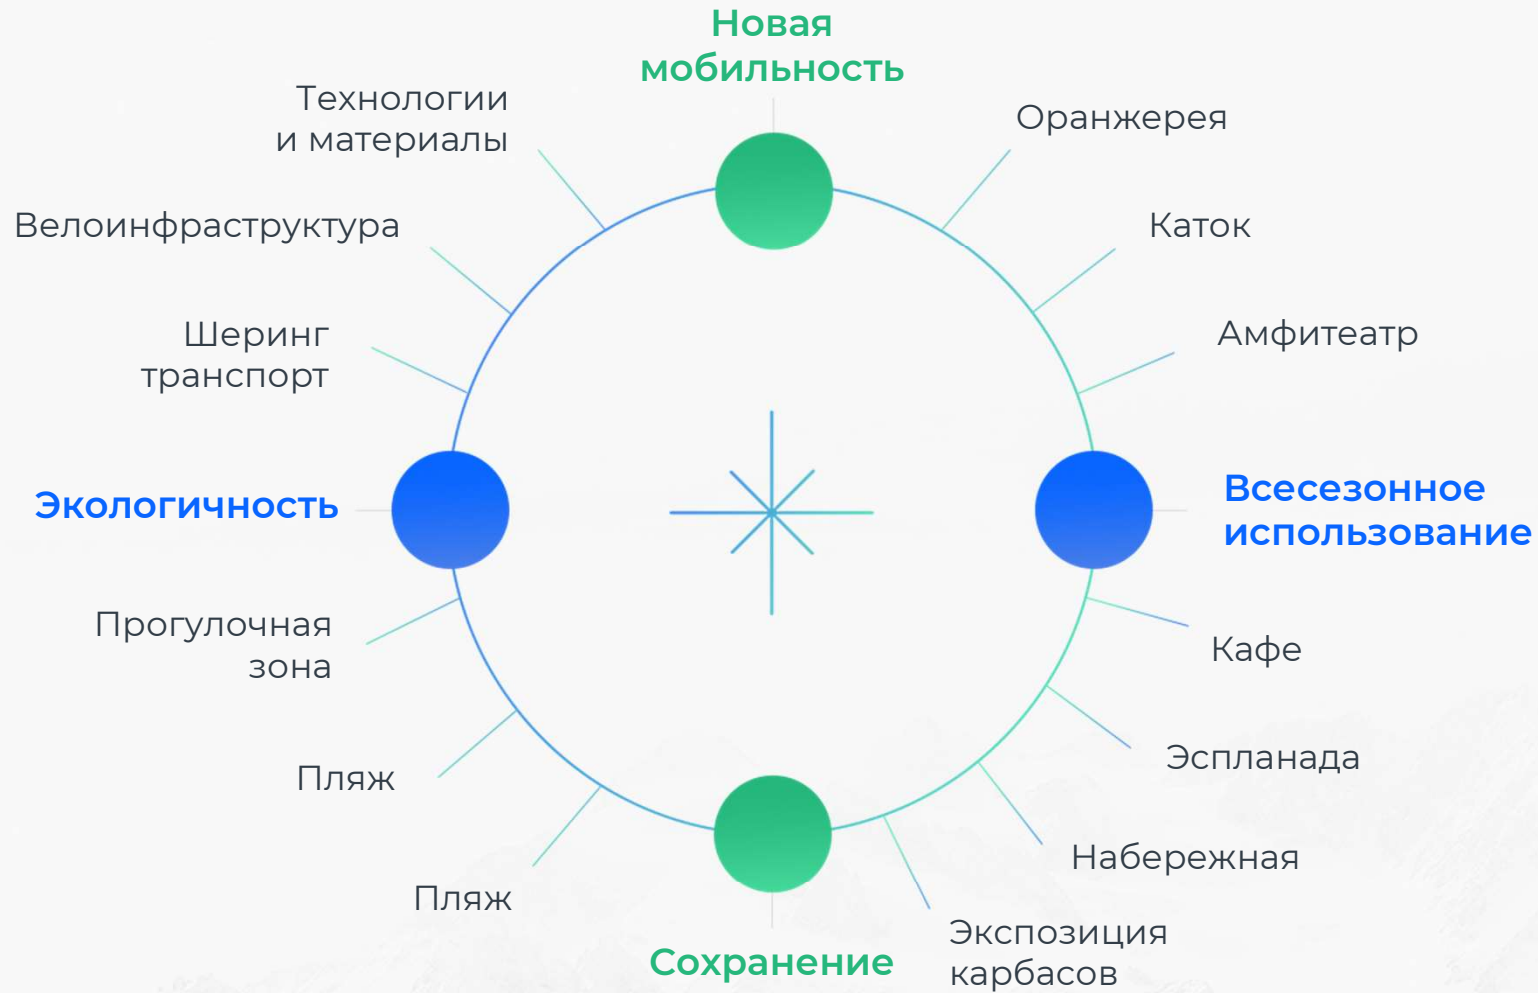 Новая
мобильность
Технологии
и материалы
Оранжерея
Велоинфраструктура
Каток
Шеринг
транспорт
Амфитеатр
Экологичность
Всесезонное
использование
Прогулочная
зона
Кафе
Пляж
Эспланада
Набережная
Пляж
Экспозиция
карбасов
Сохранение